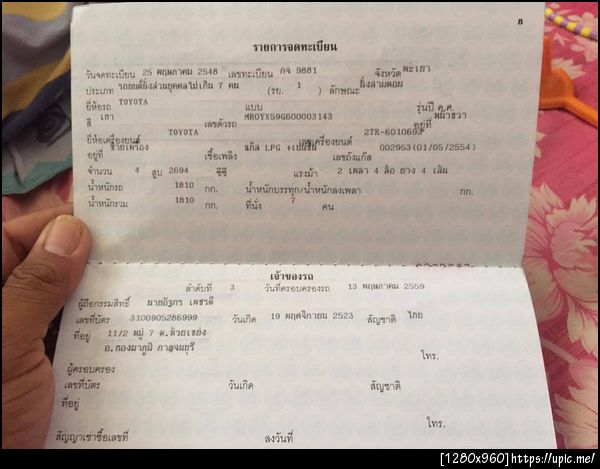 8
รายการจดทะเบียน
วันจดทะเบียน 25 พฤษภาคม 2548 เลขทะเบียน กจ 9881 จังหวัด พะเยา
ประเภท รถยนต์นั่งส่วนบุคคลไม่เกิน 7 คน (รย. 1 ) ลักษณะ นั่งสามตอน
ยี่ห้อรถ TOYOTA แบบ รุ่นปี ค.ศ.
สี เทา เลขตัวรถ MROYX59G600003143 อยู่ที่ หน้าขวา
ยี่ห้อเครื่องยนต์ TOYOTA เลขเครื่องยนต์ 2TR-6010693
อยู่ที่ ซ้ายเครื่อง เชื้อเพลิง แก๊ส LPG +เบนซิน เลขถังแก๊ส 002953(01/05/2554)
จำนวน 4 สูบ 2694 ซีซี แรงม้า 2 เพลา 4 ล้อ ยาง 4 เส้น
น้ำหนักรถ 1810 กก. น้ำหนักบรรทุก/น้ำหนักลงเพลา กก.
น้ำหนักรวม 1810 กก. ที่นั่ง 7 คน
เจ้าของรถ
ลำดับที่ 3 วันที่ครอบครองรถ 13 พฤษภาคม 2559
ผู้ถือกรรมสิทธิ์ นายอัฐกร เพชรดี
เลขที่บัตร 3100905286999 วันเกิด 19 พฤศจิกายน 2523 สัญชาติ ไทย
ที่อยู่ 11/2 หมู่ 7 ต.ห้วยเขย่ง
อ.ทองผาภูมิ กาญจนบุรี โทร.
ผู้ครอบครอง
เลขที่บัตร วันเกิด สัญชาติ
ที่อยู่
โทร.
สัญญาเช่าซื้อเลขที่ ลงวันที่
[1280x960]https://upic.me/